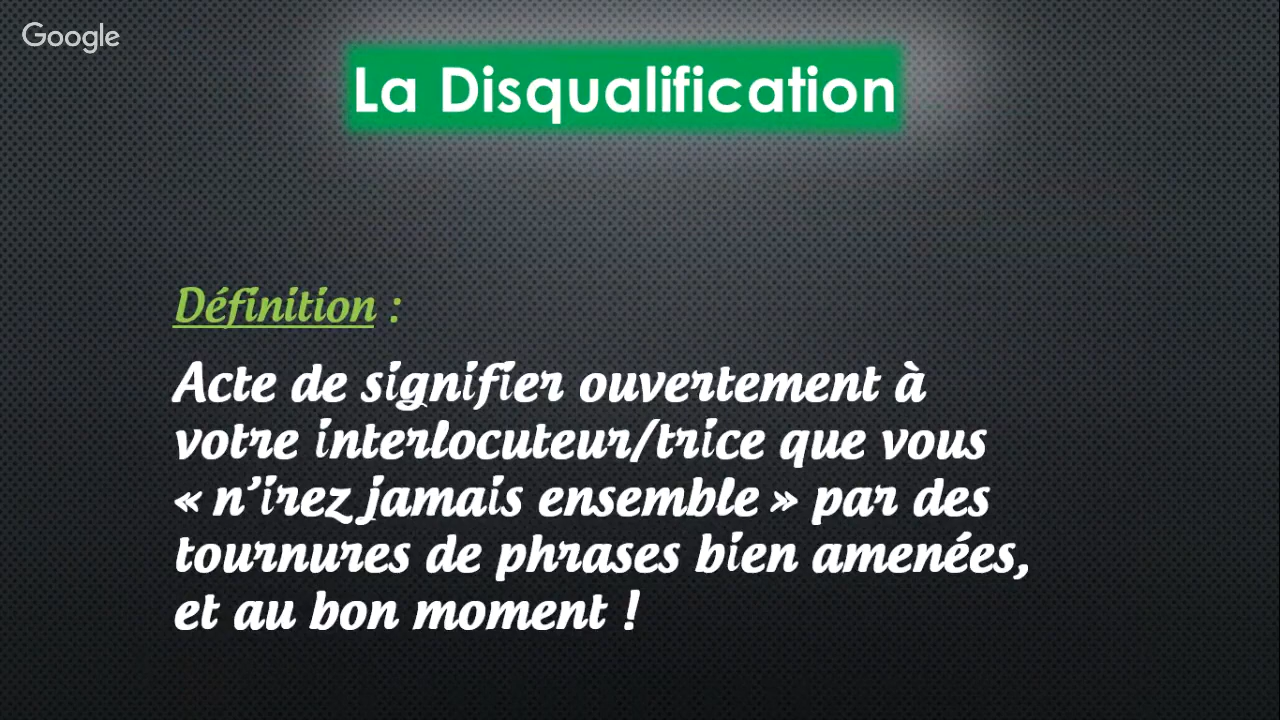 Google
La Disqualification
Définition :
Acte de signifier ouvertement à
votre interlocuteur/trice que vous
« n’irez jamais ensemble » par des
tournures de phrases bien amenées,
et au bon moment !